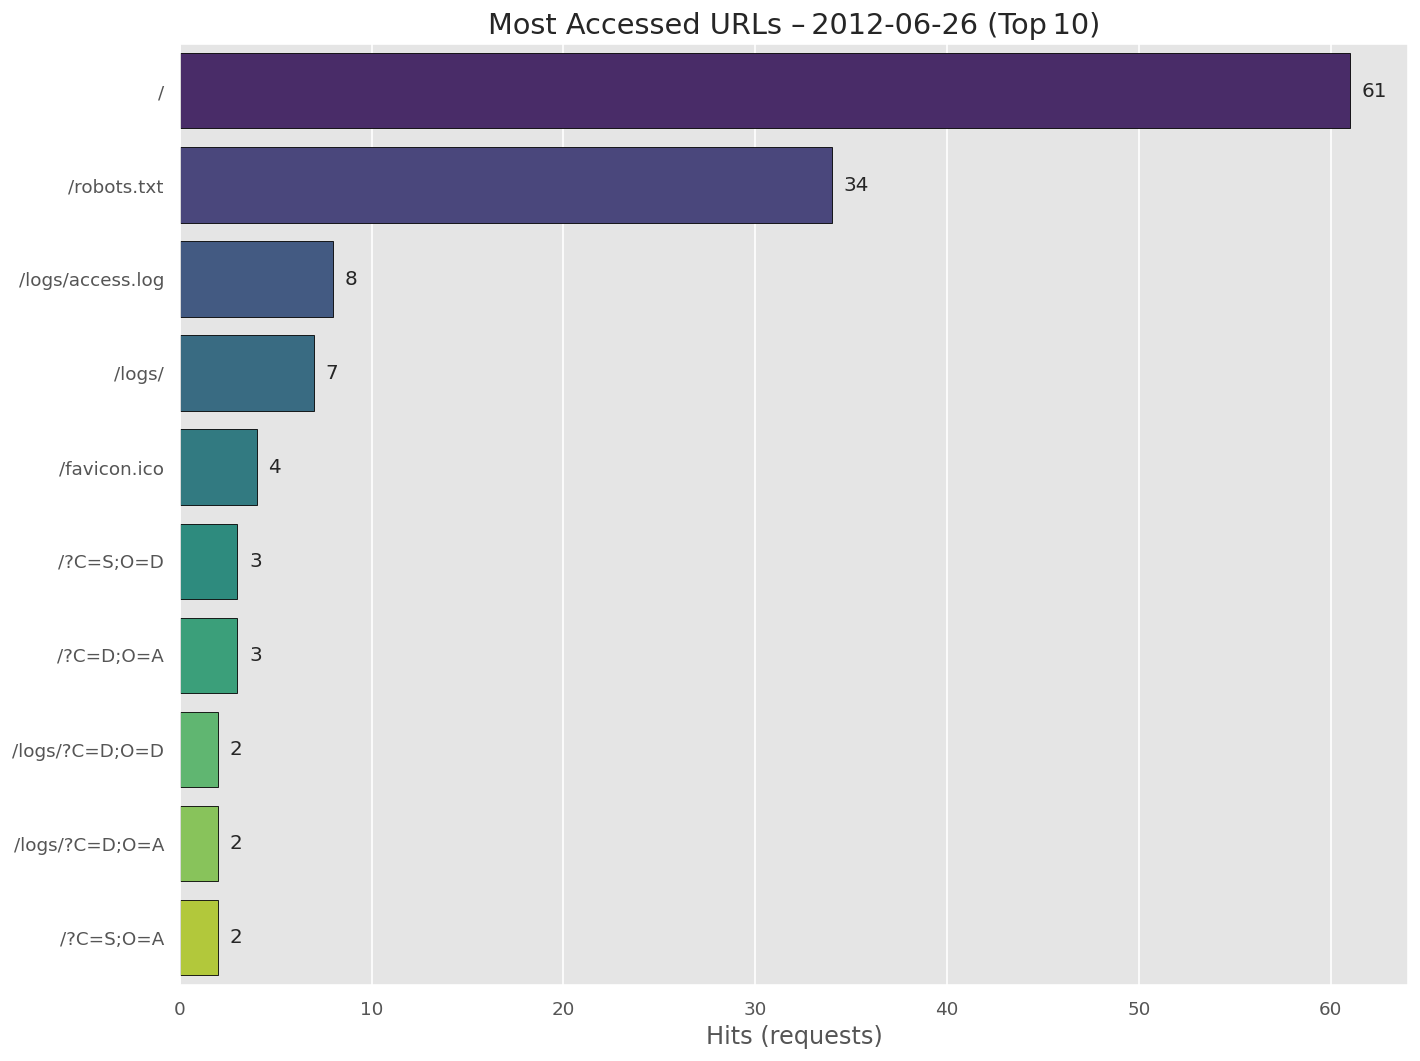 Most Accessed URLs – 2012-06-26 (Top 10)
/ 61
/robots.txt 34
/logs/access.log 8
/logs/ 7
/favicon.ico 4
/?C=S;O=D 3
/?C=D;O=A 3
/logs/?C=D;O=D 2
/logs/?C=D;O=A 2
/?C=S;O=A 2
0 10 20 30 40 50 60
Hits (requests)